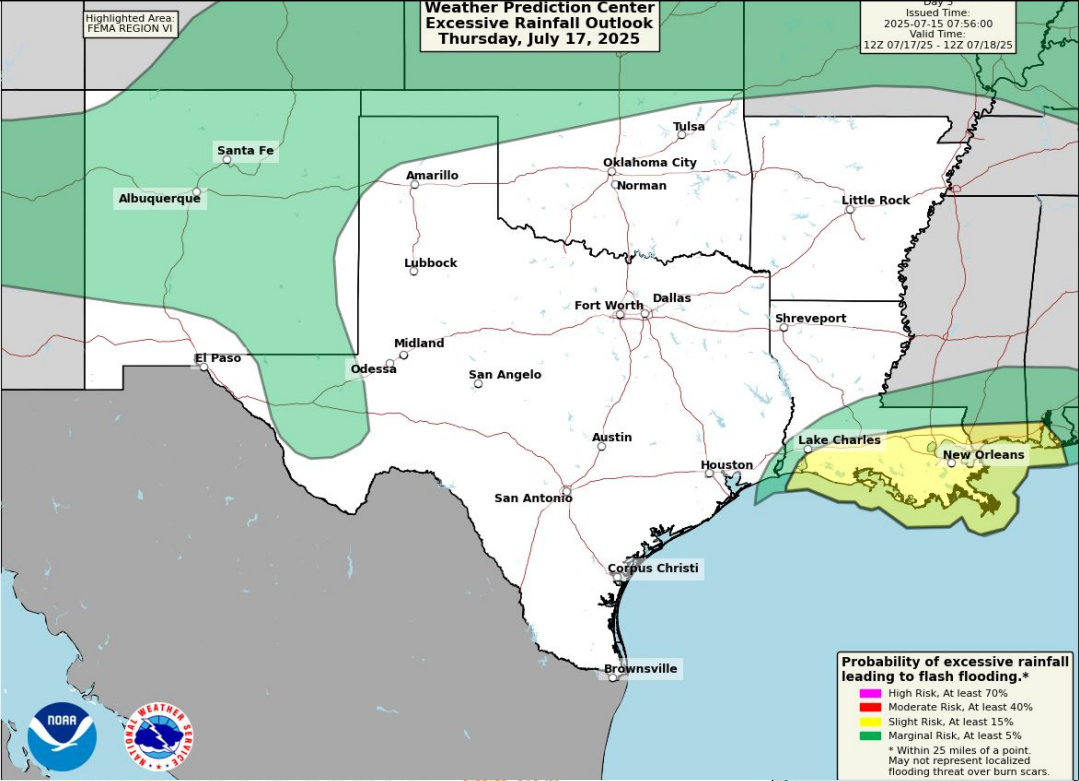 Highlighted Area:
FEMA REGION VI
Weather Prediction Center
Excessive Rainfall Outlook
Thursday, July 17, 2025
Day 3
Issued Time:
2025-07-15 07:56:00
Valid Time:
12Z 07/17/25 - 12Z 07/18/25
Tulsa
Santa Fe
Oklahoma City
Amarillo
Norman
Albuquerque
Little Rock
Lubbock
Dallas
Fort Worth
Shreveport
Midland
El Paso
Odessa
San Angelo
Austin
Lake Charles
New Orleans
Houston
San Antonio
Corpus Christi
Brownsville
Probability of excessive rainfall
leading to flash flooding.*
High Risk, At least 70%
Moderate Risk, At least 40%
Slight Risk, At least 15%
Marginal Risk, At least 5%
* Within 25 miles of a point.
May not represent localized
flooding threat over burn scars.
NOAA
NATIONAL WEATHER SERVICE